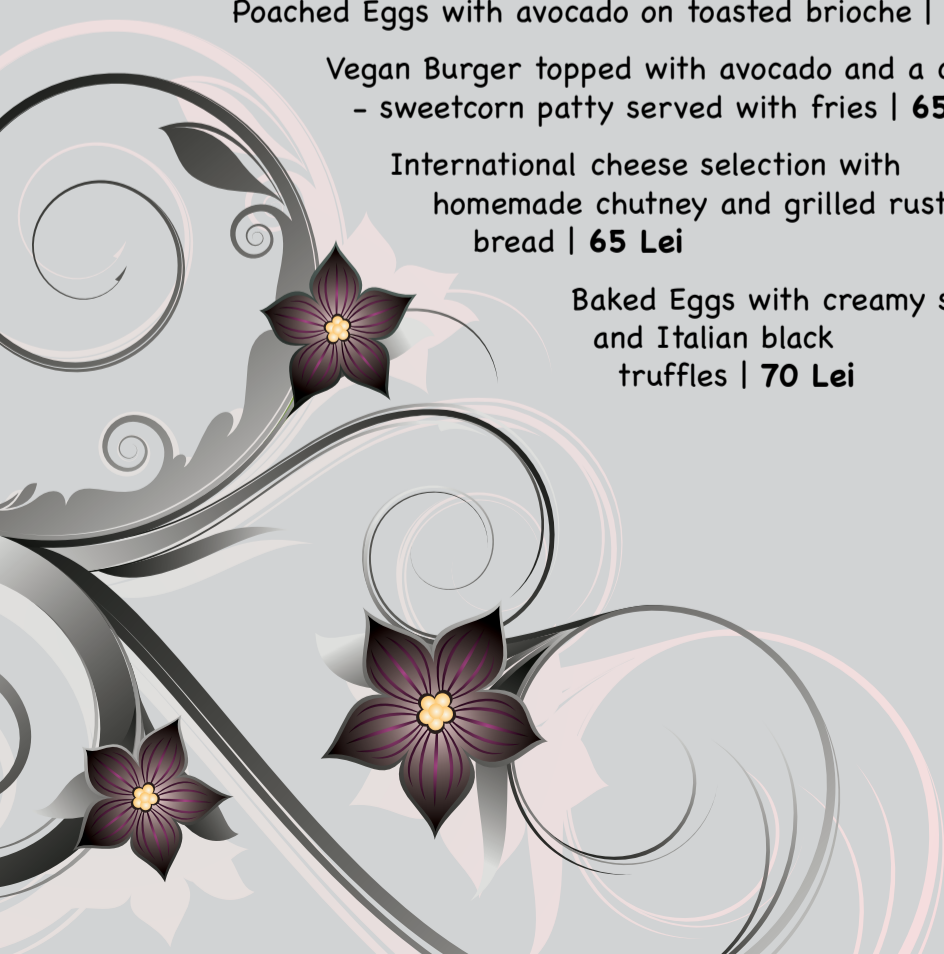 Poached Eggs with avocado on toasted brioche |
Vegan Burger topped with avocado and a
- sweetcorn patty served with fries | 65
International cheese selection with
homemade chutney and grilled
bread | 65 Lei
Baked Eggs with creamy
and Italian black
truffles | 70 Lei